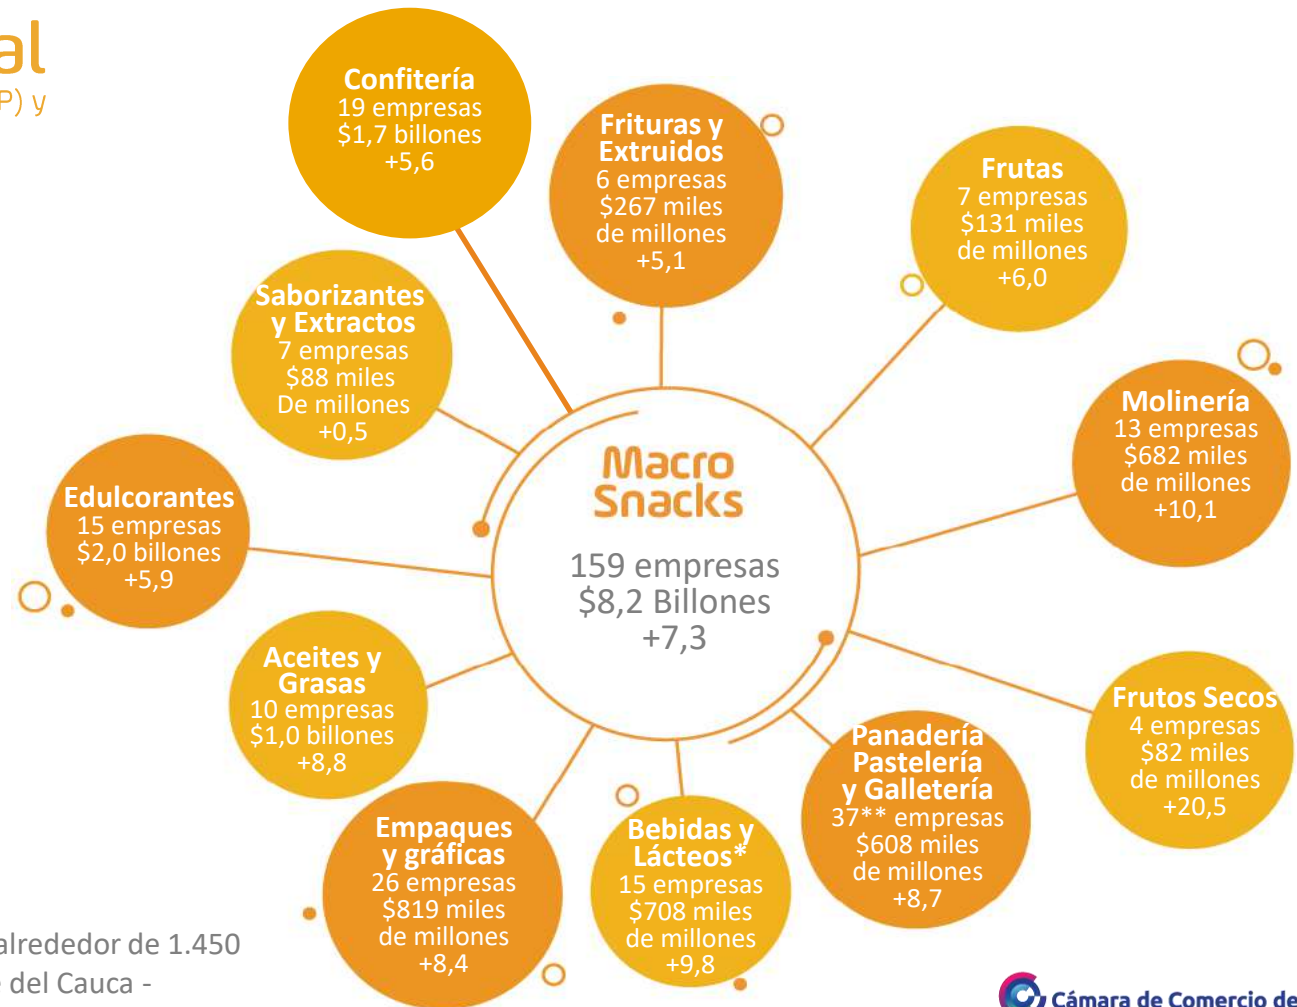 al
P) y
Confitería
19 empresas
$1,7 billones
+5,6
Frituras y
Extruidos
6 empresas
$267 miles
de millones
+5,1
Frutas
7 empresas
$131 miles
de millones
+6,0
Saborizantes
y Extractos
7 empresas
$88 miles
De millones
+0,5
Molinería
13 empresas
$682 miles
de millones
+10,1
Macro
Snacks
159 empresas
$8,2 Billones
+7,3
Edulcorantes
15 empresas
$2,0 billones
+5,9
Aceites y
Grasas
10 empresas
$1,0 billones
+8,8
Frutos Secos
4 empresas
$82 miles
de millones
+20,5
Panadería
Pastelería
y Galletería
37** empresas
$608 miles
de millones
+8,7
Empaques
y gráficas
26 empresas
$819 miles
de millones
+8,4
Bebidas y
Lácteos*
15 empresas
$708 miles
de millones
+9,8
alrededor de 1.450
e del Cauca -
Cámara de Comercio de